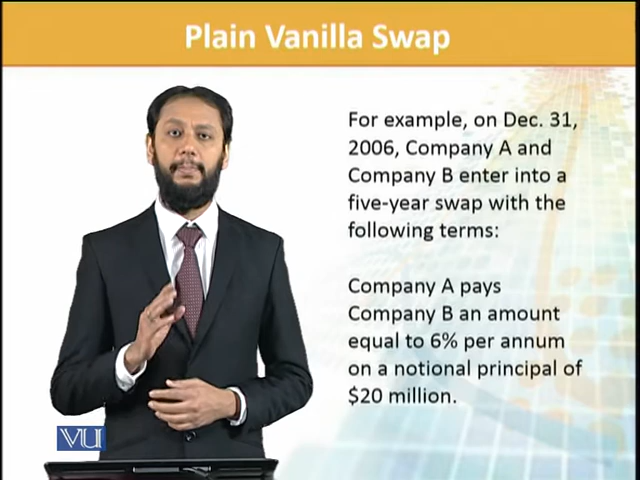 Plain Vanilla Swap
For example, on Dec. 31,
2006, Company A and
Company B enter into a
five-year swap with the
following terms:
Company A pays
Company B an amount
equal to 6% per annum
on a notional principal of
$20 million.
VU